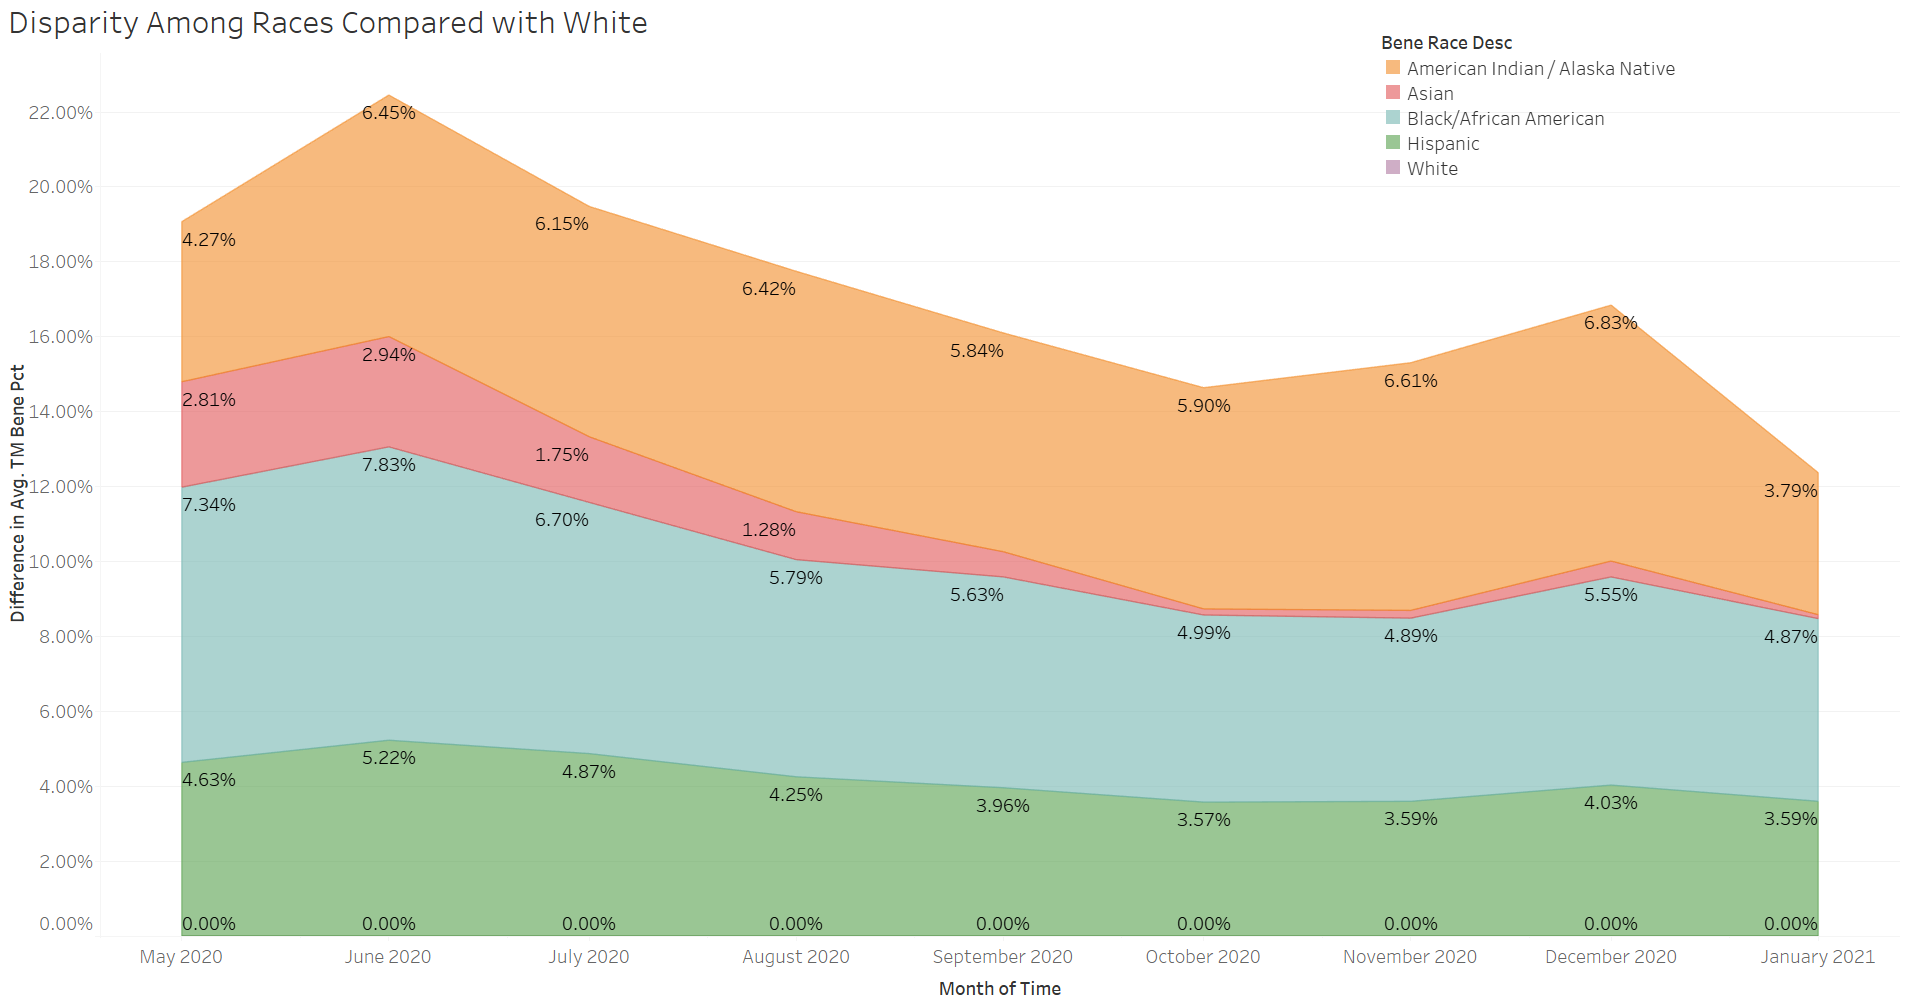 Disparity Among Races Compared with White
Bene Race Desc
American Indian / Alaska Native
Asian
Black/African American
Hispanic
White
Difference in Avg. TM Bene Pct
22.00%
20.00%
18.00%
16.00%
14.00%
12.00%
10.00%
8.00%
6.00%
4.00%
2.00%
0.00%
4.27% 6.45% 6.15% 6.42% 5.84% 5.90% 6.61% 6.83% 3.79%
2.81% 2.94% 1.75% 1.28%
7.34% 7.83% 6.70% 5.79% 5.63% 4.99% 4.89% 5.55% 4.87%
4.63% 5.22% 4.87% 4.25% 3.96% 3.57% 3.59% 4.03% 3.59%
0.00% 0.00% 0.00% 0.00% 0.00% 0.00% 0.00% 0.00% 0.00%
May 2020 June 2020 July 2020 August 2020 September 2020 October 2020 November 2020 December 2020 January 2021
Month of Time